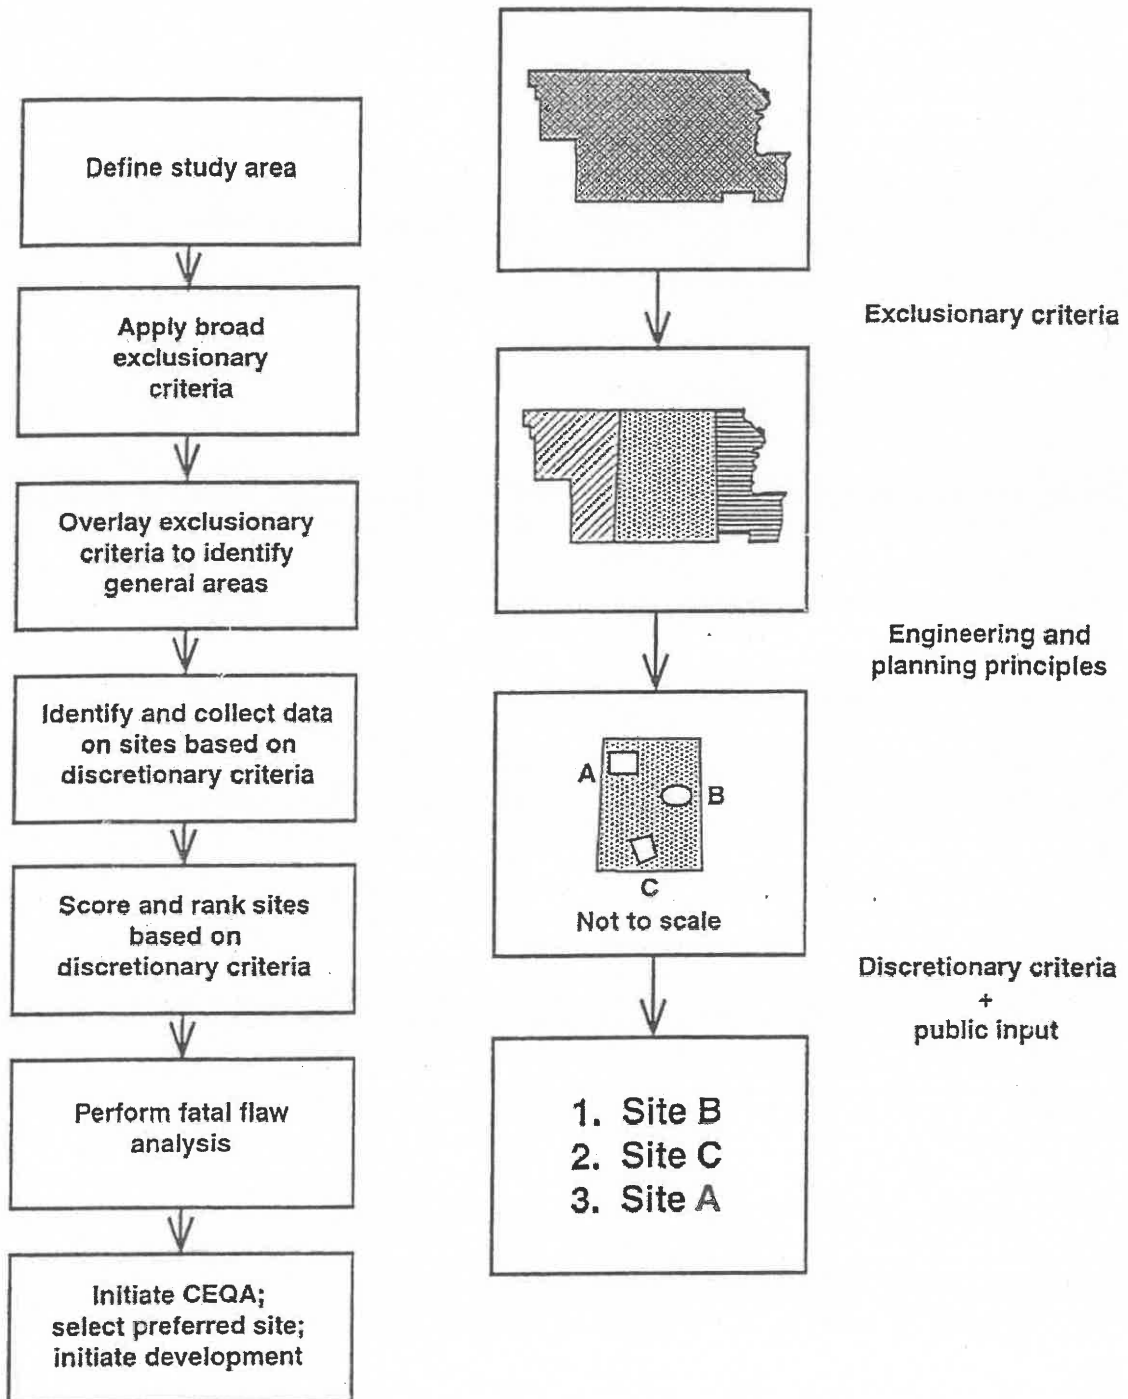 Define study area
Apply broad
exclusionary
criteria
Overlay exclusionary
criteria to identify
general areas
Identify and collect data
on sites based on
discretionary criteria
Score and rank sites
based on
discretionary criteria
Perform fatal flaw
analysis
Initiate CEQA;
select preferred site;
initiate development
Exclusionary criteria
Engineering and
planning principles
A
B
C
Not to scale
Discretionary criteria
+
public input
1. Site B
2. Site C
3. Site A